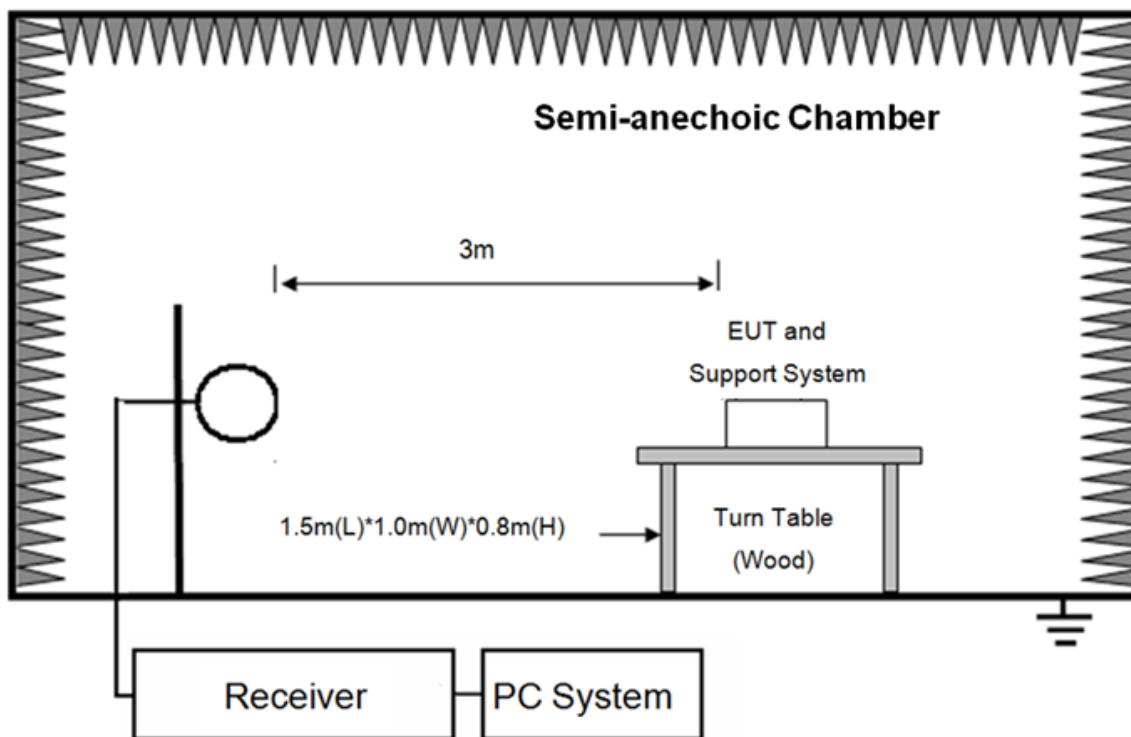 Semi-anechoic Chamber
3m
EUT and
Support System
1.5m(L)*1.0m(W)*0.8m(H)
Turn Table
(Wood)
Receiver
PC System